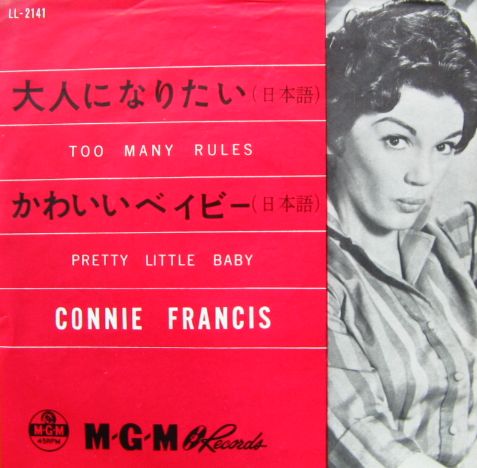 LL-2141
大人になりたい(日本語)
TOO MANY RULES
かわいいベイビー(日本語)
PRETTY LITTLE BABY
CONNIE FRANCIS
M-G-M
45RPM
M-G-M Records